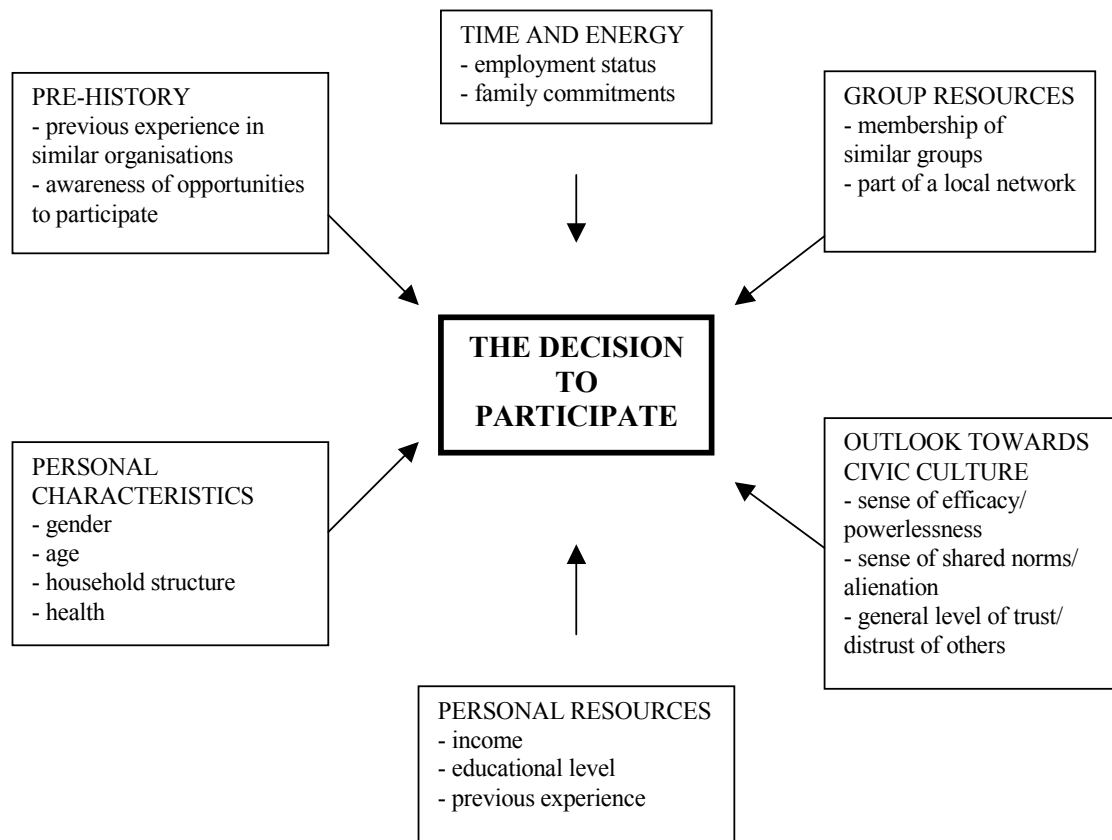 TIME AND ENERGY
- employment status
- family commitments
PRE-HISTORY
- previous experience in
similar organisations
- awareness of opportunities
to participate
GROUP RESOURCES
- membership of
similar groups
- part of a local network
THE DECISION
TO
PARTICIPATE
PERSONAL
CHARACTERISTICS
- gender
- age
- household structure
- health
OUTLOOK TOWARDS
CIVIC CULTURE
- sense of efficacy/
powerlessness
- sense of shared norms/
alienation
- general level of trust/
distrust of others
PERSONAL RESOURCES
- income
- educational level
- previous experience